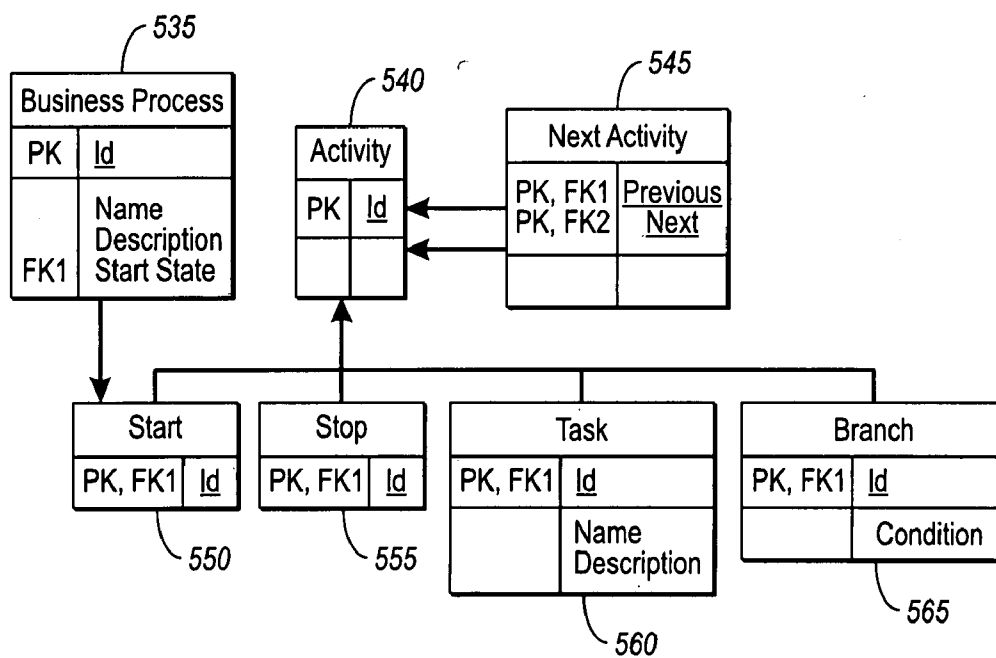 535
Business Process
PK Id
Name
Description
FK1 Start State
540
Activity
PK Id
545
Next Activity
PK, FK1 Previous
PK, FK2 Next
Start
PK, FK1 Id
550
Stop
PK, FK1 Id
555
Task
PK, FK1 Id
Name
Description
560
Branch
PK, FK1 Id
Condition
565